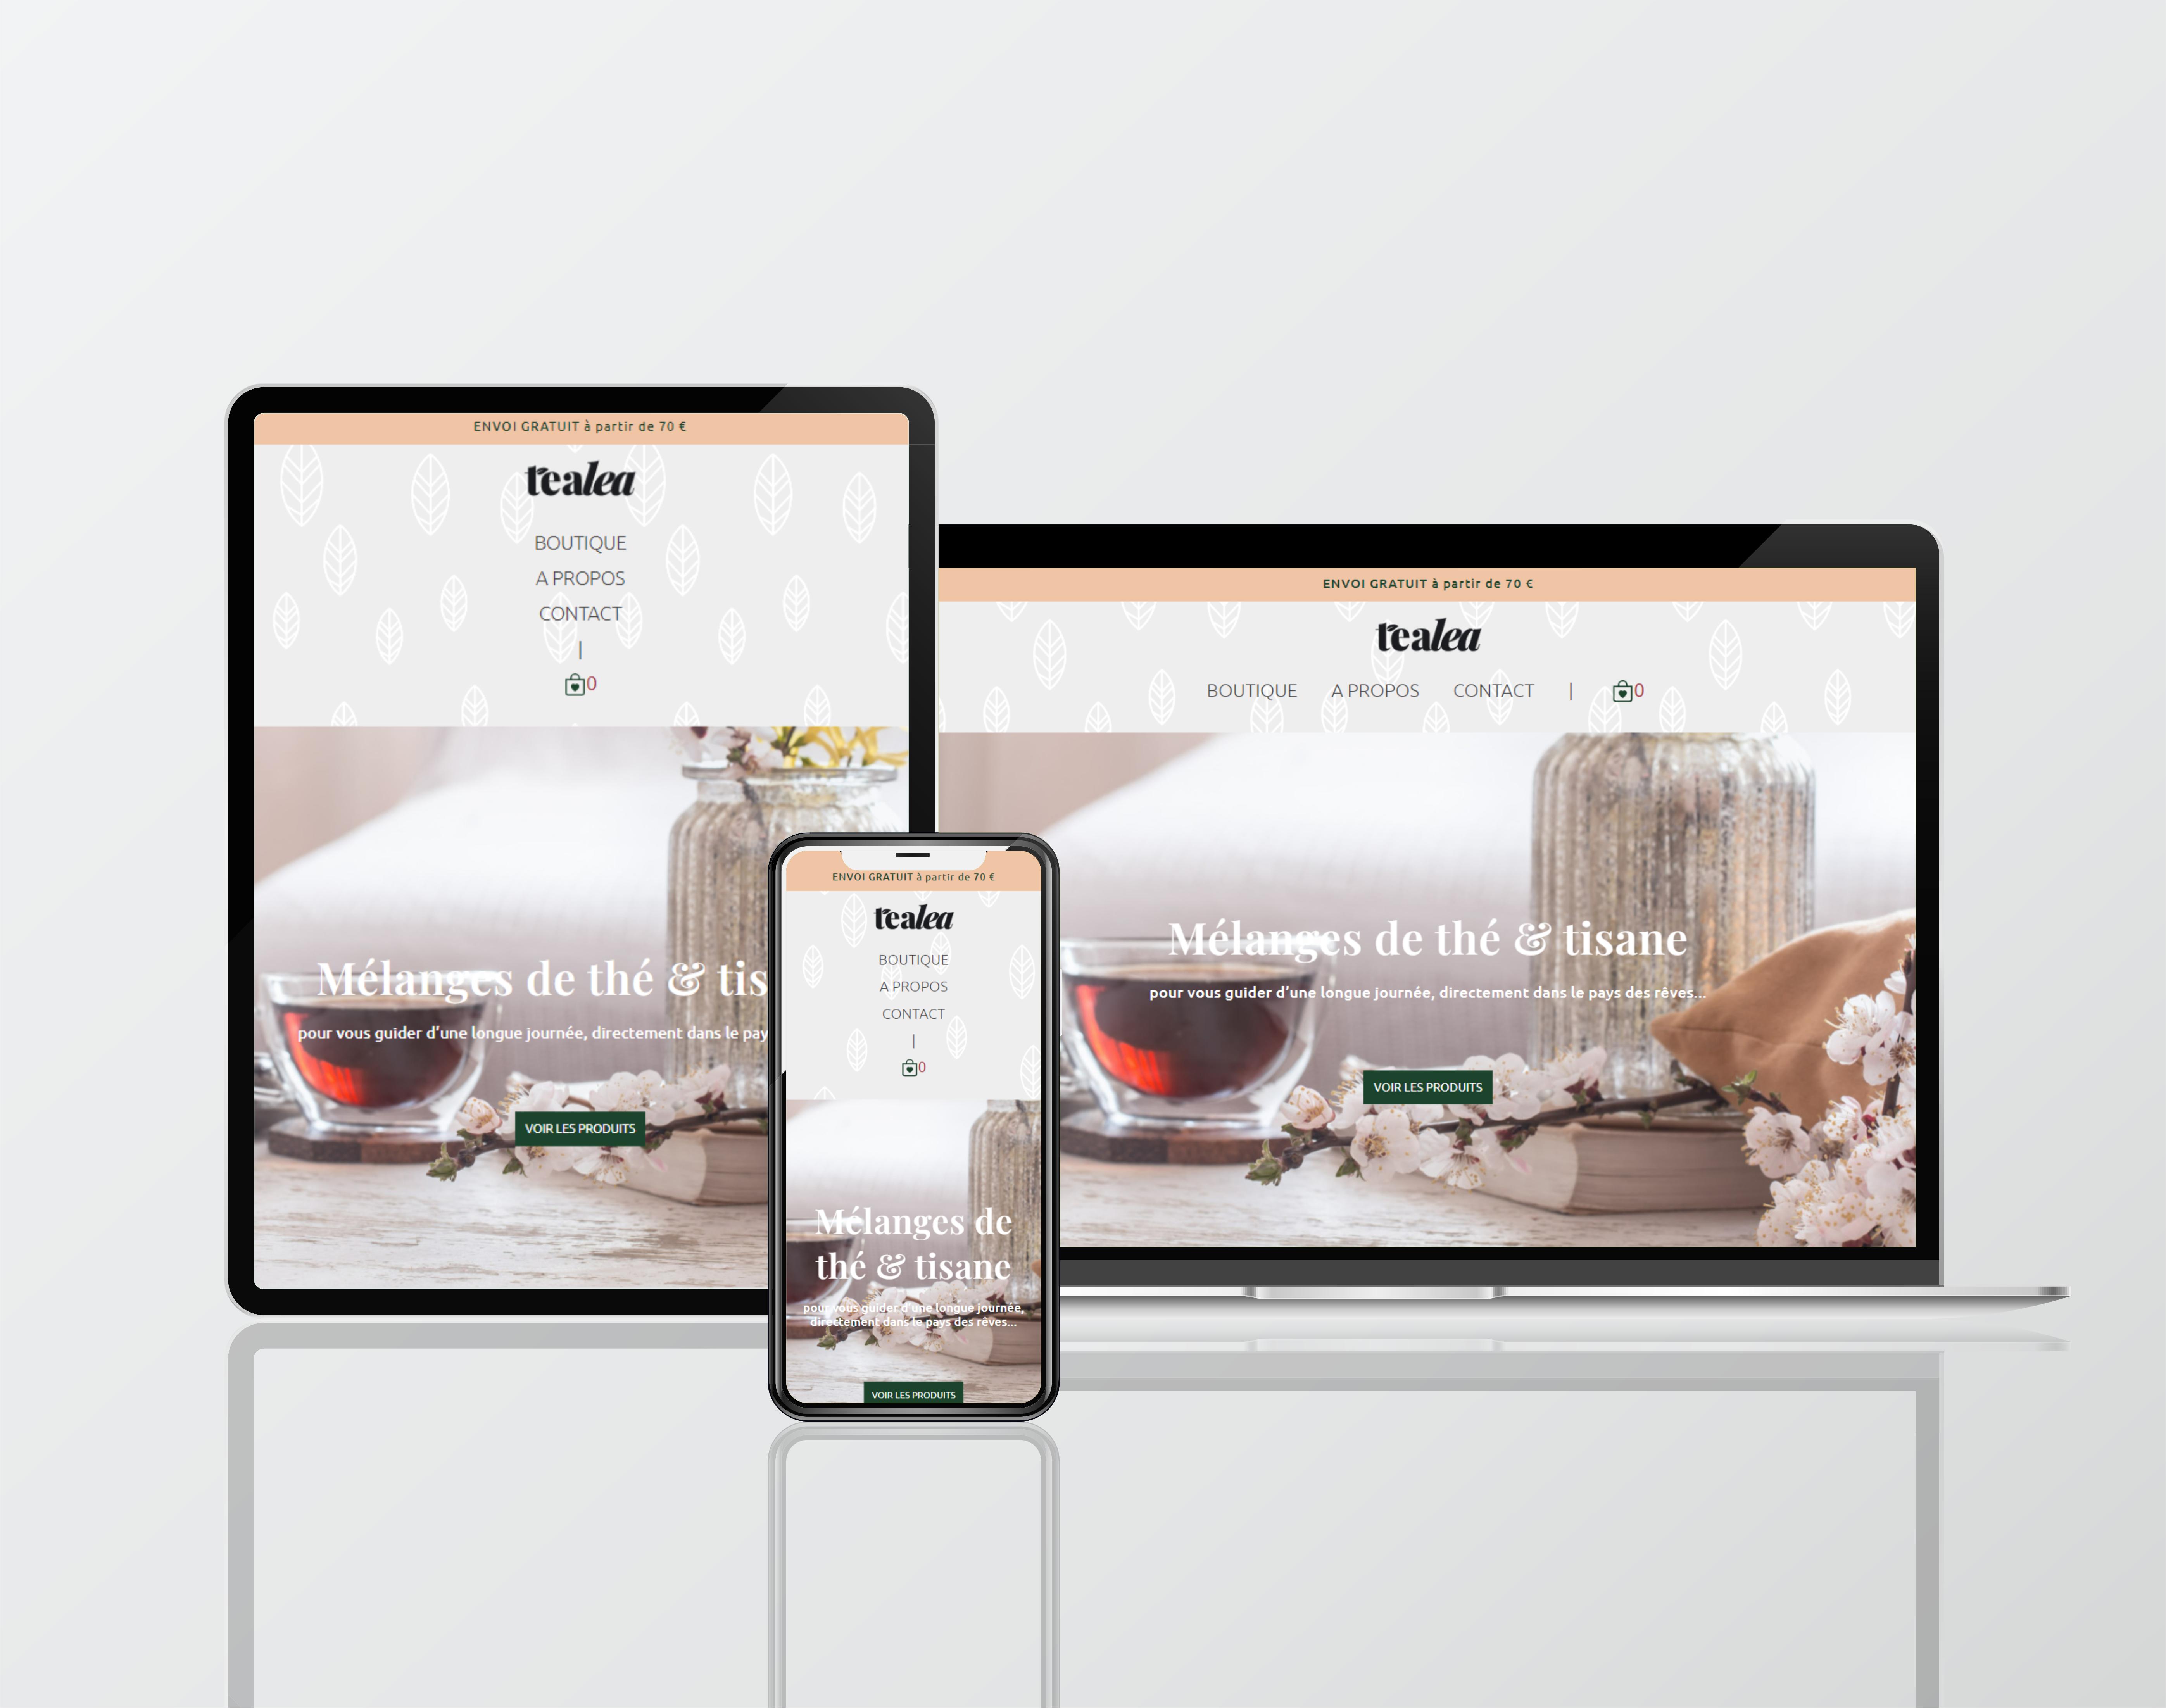 ENVOI GRATUIT à partir de 70 €
tealea
BOUTIQUE
A PROPOS
CONTACT
|
0
Mélanges de thé & tis
pour vous guider d'une longue journée, directement dans le pay
VOIR LES PRODUITS
ENVOI GRATUIT à partir de 70 €
tealea
BOUTIQUE
A PROPOS
CONTACT
|
0
Mélanges de
thé & tisane
pour vous guider d'une longue journée,
directement dans le pays des rêves...
VOIR LES PRODUITS
ENVOI GRATUIT à partir de 70 €
tealea
BOUTIQUE A PROPOS CONTACT | 0
Mélanges de thé & tisane
pour vous guider d'une longue journée, directement dans le pays des rêves...
VOIR LES PRODUITS